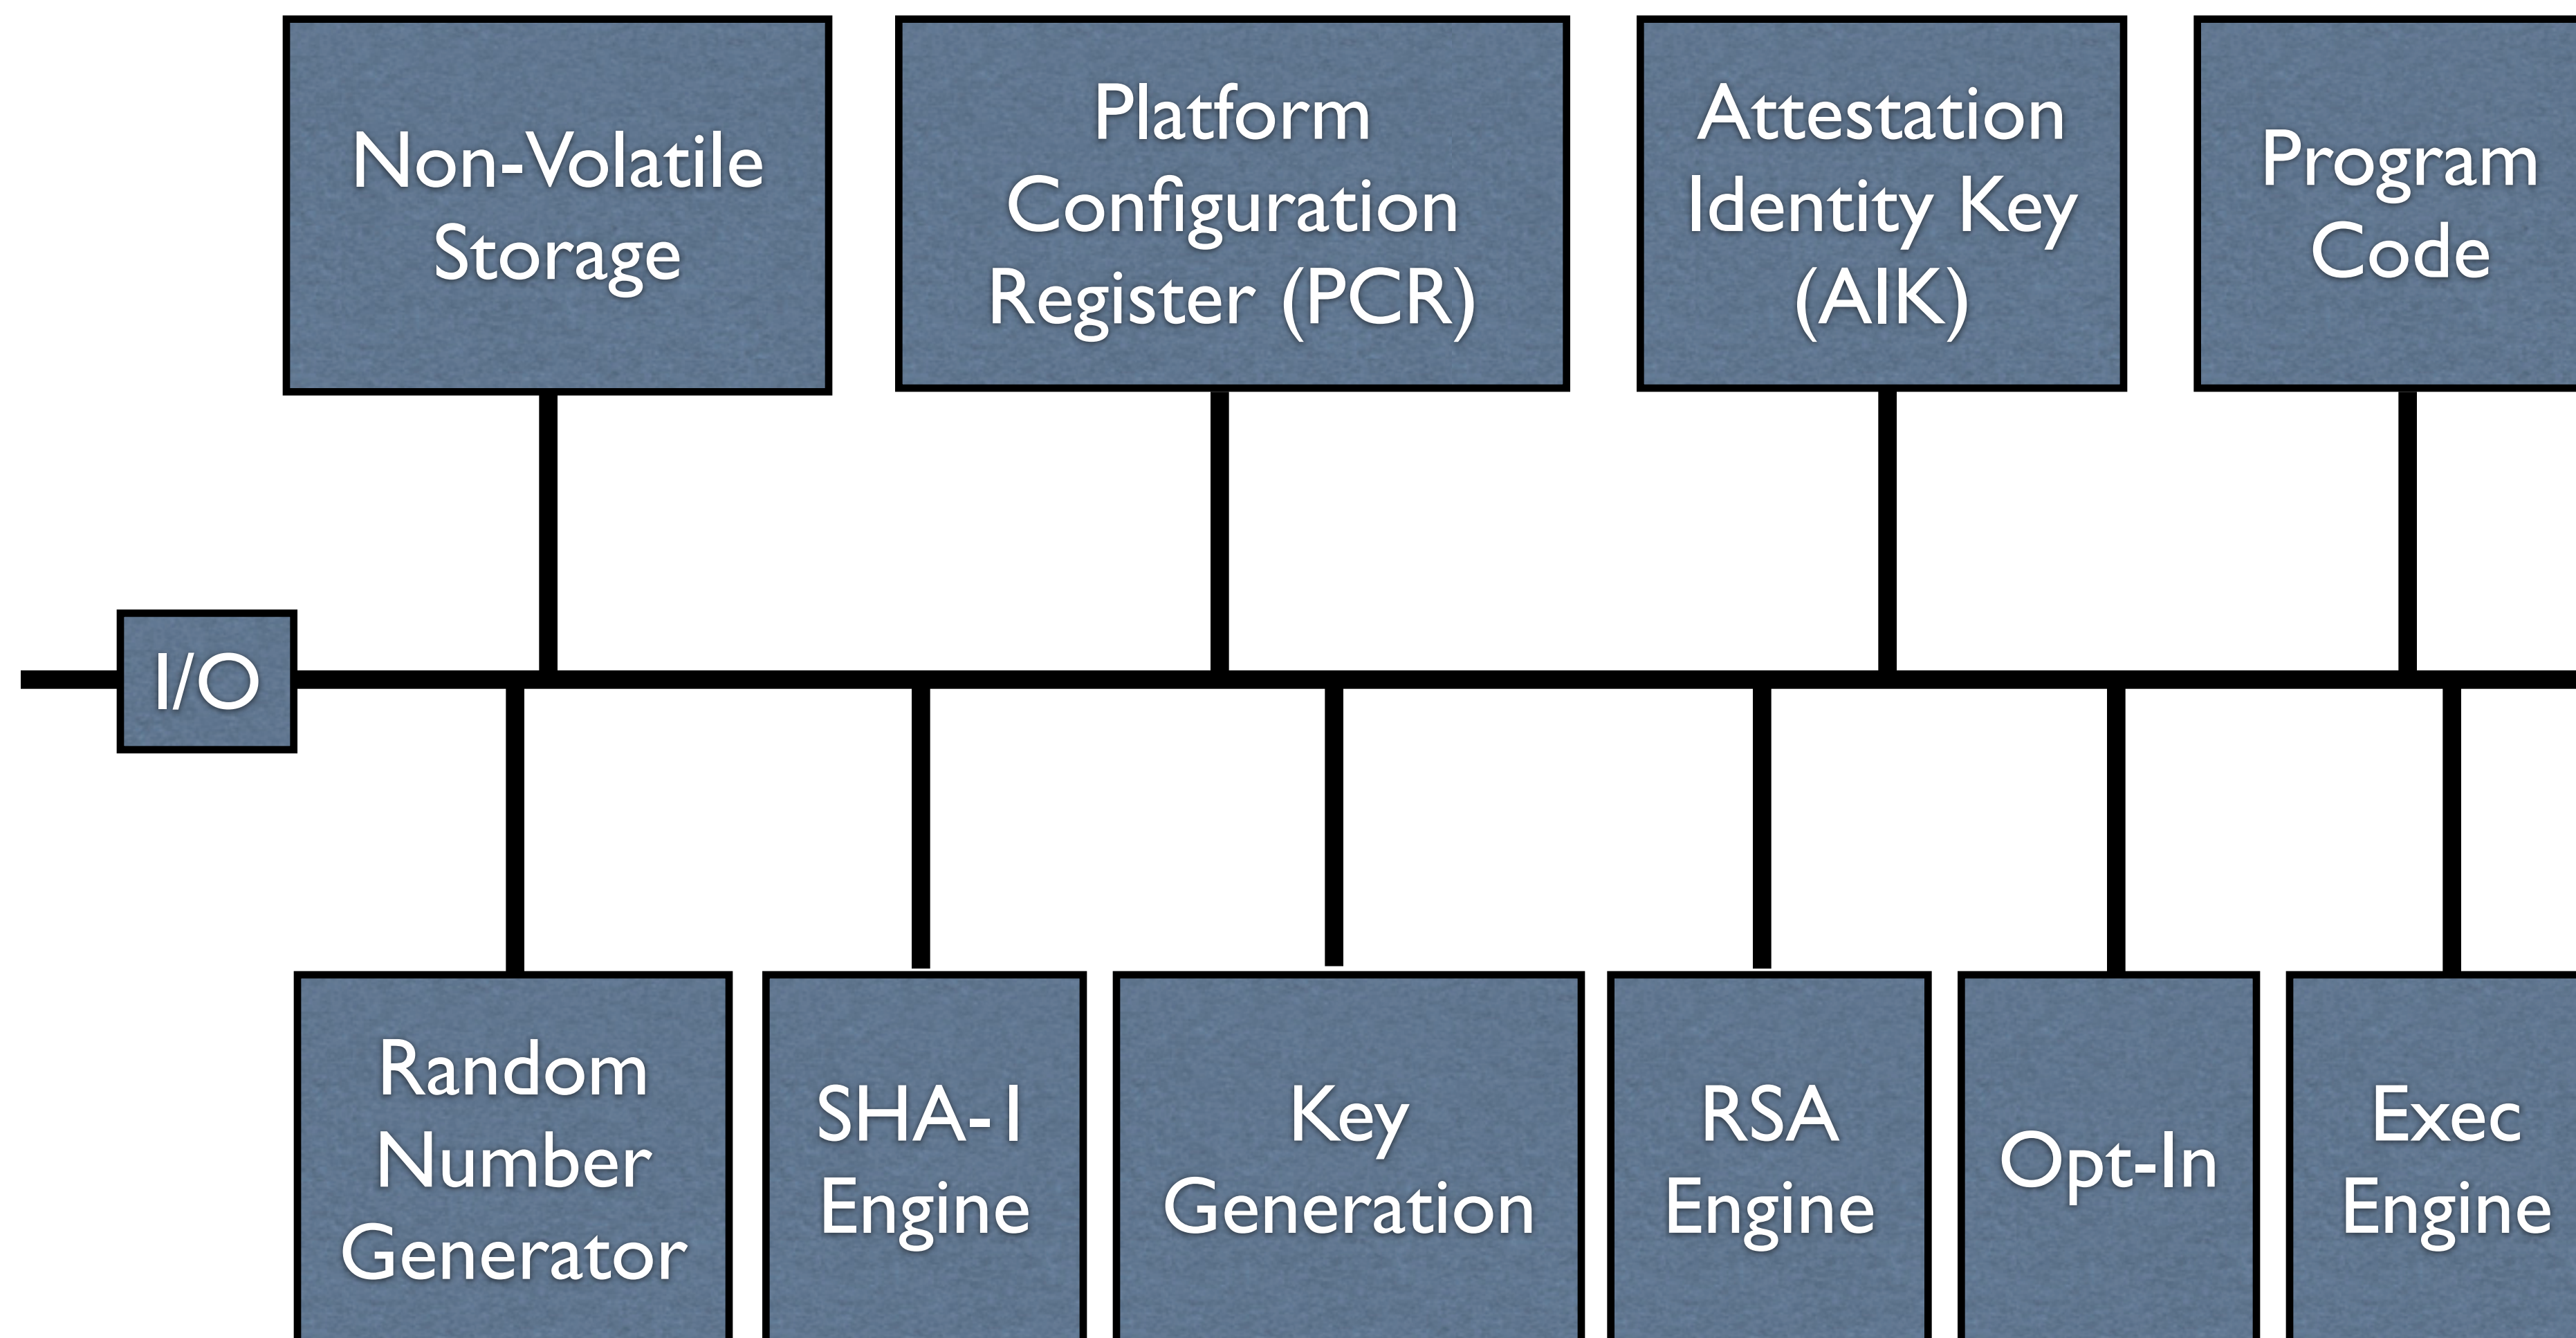 Non-Volatile
Storage
Platform
Configuration
Register (PCR)
Attestation
Identity Key
(AIK)
Program
Code
I/O
Random
Number
Generator
SHA-1
Engine
Key
Generation
RSA
Engine
Opt-In
Exec
Engine